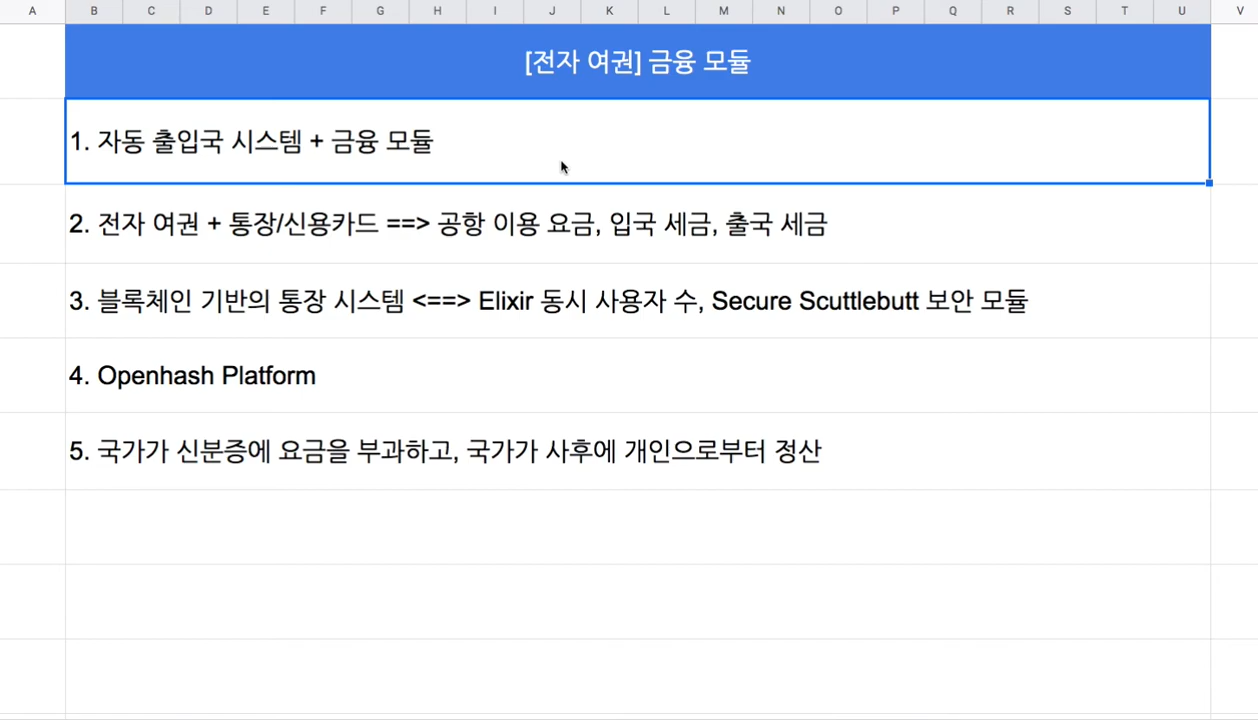 A B C D E F G H I J K L M N O P Q R S T U V
[전자 여권] 금융 모듈
1. 자동 출입국 시스템 + 금융 모듈
2. 전자 여권 + 통장/신용카드 ==> 공항 이용 요금, 입국 세금, 출국 세금
3. 블록체인 기반의 통장 시스템 <==> Elixir 동시 사용자 수, Secure Scuttlebutt 보안 모듈
4. Openhash Platform
5. 국가가 신분증에 요금을 부과하고, 국가가 사후에 개인으로부터 정산